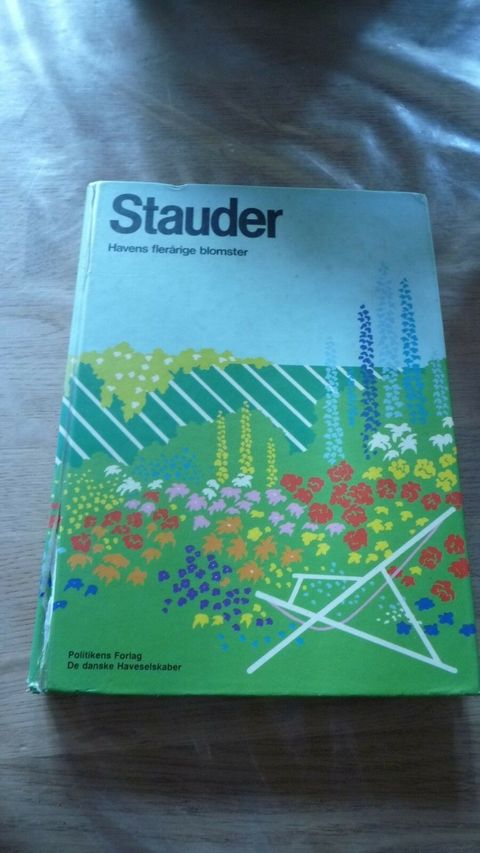 Stauder
Havens flerårige blomster
Politikens Forlag
De danske Haveselskaber